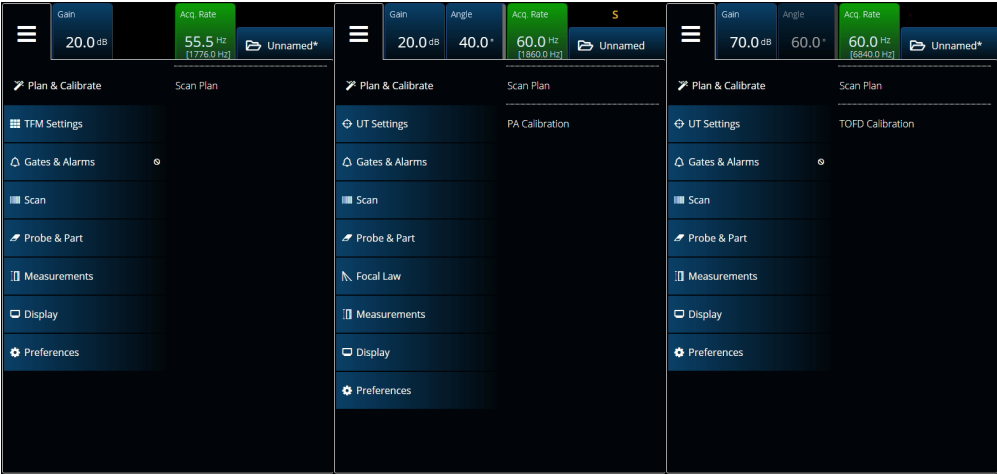 Gain
20.0 dB
Acq. Rate
55.5 Hz
[1776.0 Hz]
Unnamed*
Plan & Calibrate
Scan Plan
TFM Settings
Gates & Alarms
Scan
Probe & Part
Measurements
Display
Preferences
Gain
20.0 dB
Angle
40.0 °
Acq. Rate
60.0 Hz
[1860.0 Hz]
S
Unnamed
Plan & Calibrate
Scan Plan
UT Settings
PA Calibration
Gates & Alarms
Scan
Probe & Part
Focal Law
Measurements
Display
Preferences
Gain
70.0 dB
Angle
60.0 °
Acq. Rate
60.0 Hz
[6840.0 Hz]
Unnamed*
Plan & Calibrate
Scan Plan
UT Settings
TOFD Calibration
Gates & Alarms
Scan
Probe & Part
Measurements
Display
Preferences